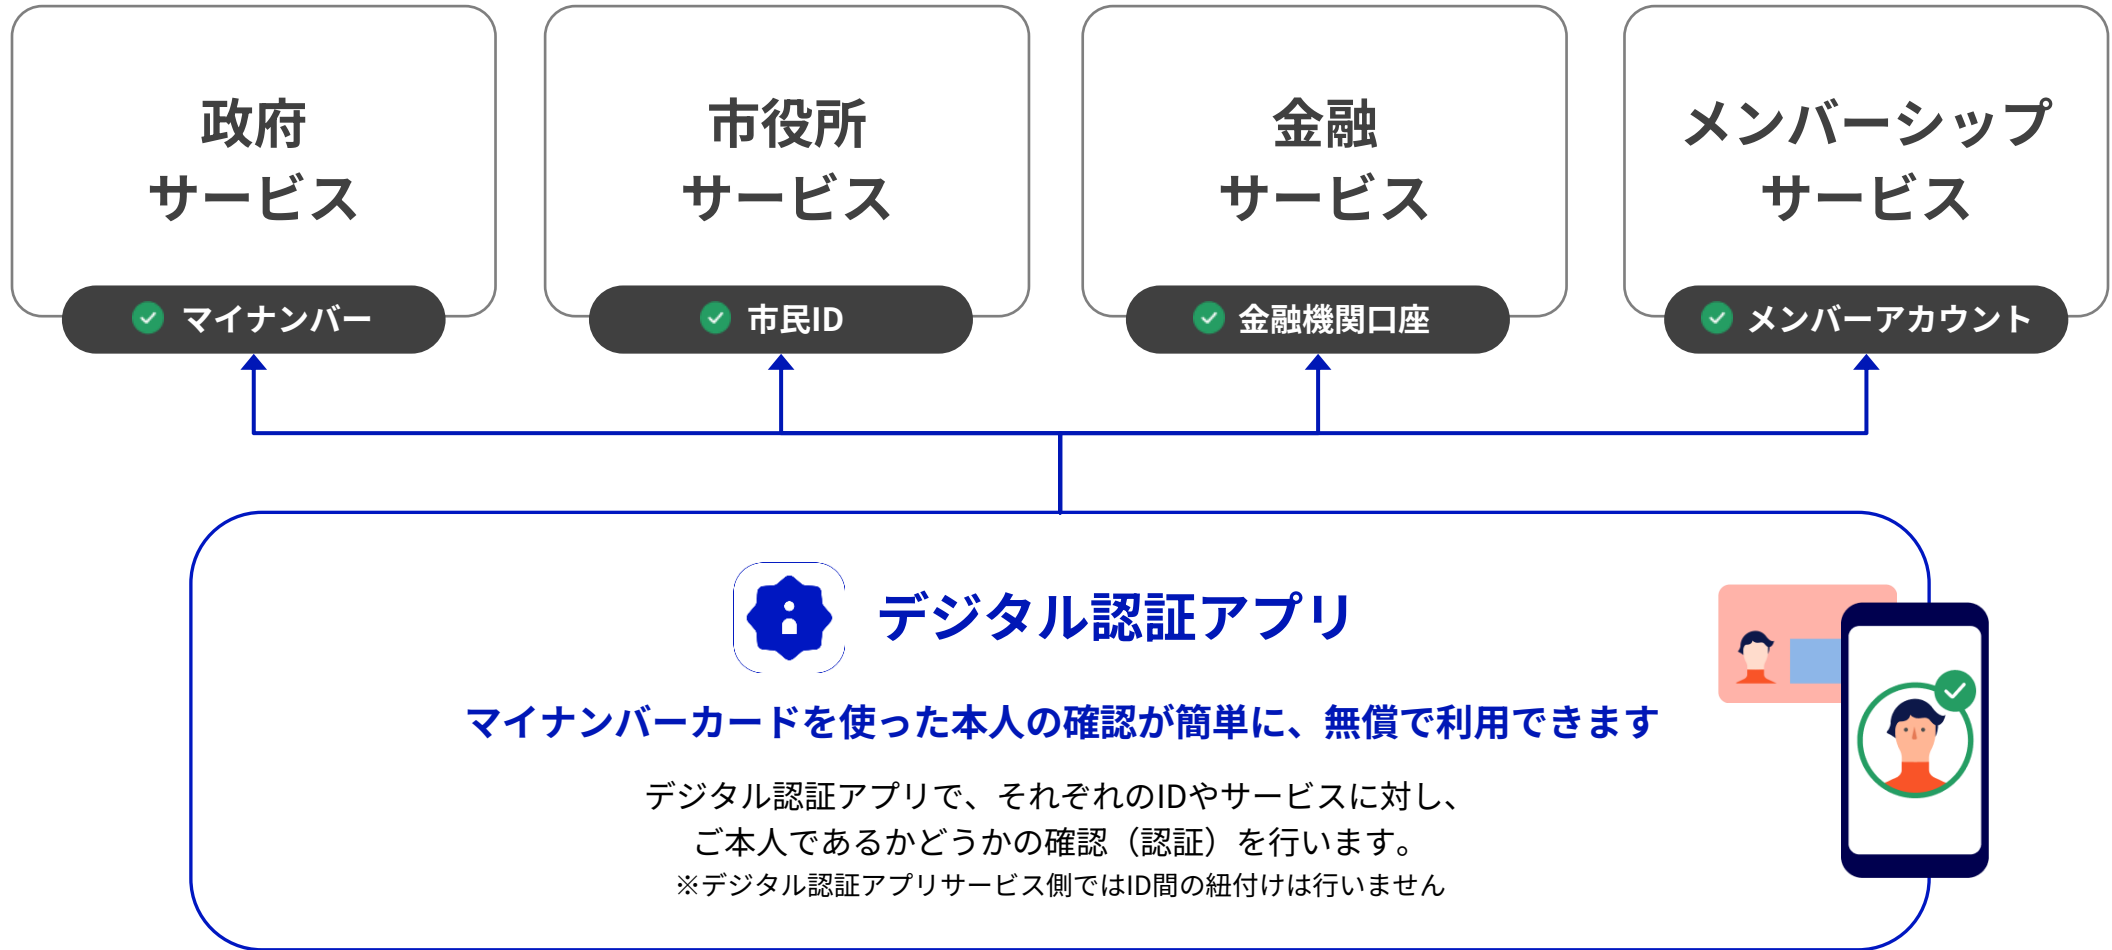 政府
サービス
マイナンバー
市役所
サービス
市民ID
金融
サービス
金融機関口座
メンバーシップ
サービス
メンバーアカウント
デジタル認証アプリ
マイナンバーカードを使った本人の確認が簡単に、無償で利用できます
デジタル認証アプリで、それぞれのIDやサービスに対し、
ご本人であるかどうかの確認（認証）を行います。
※デジタル認証アプリサービス側ではID間の紐付けは行いません